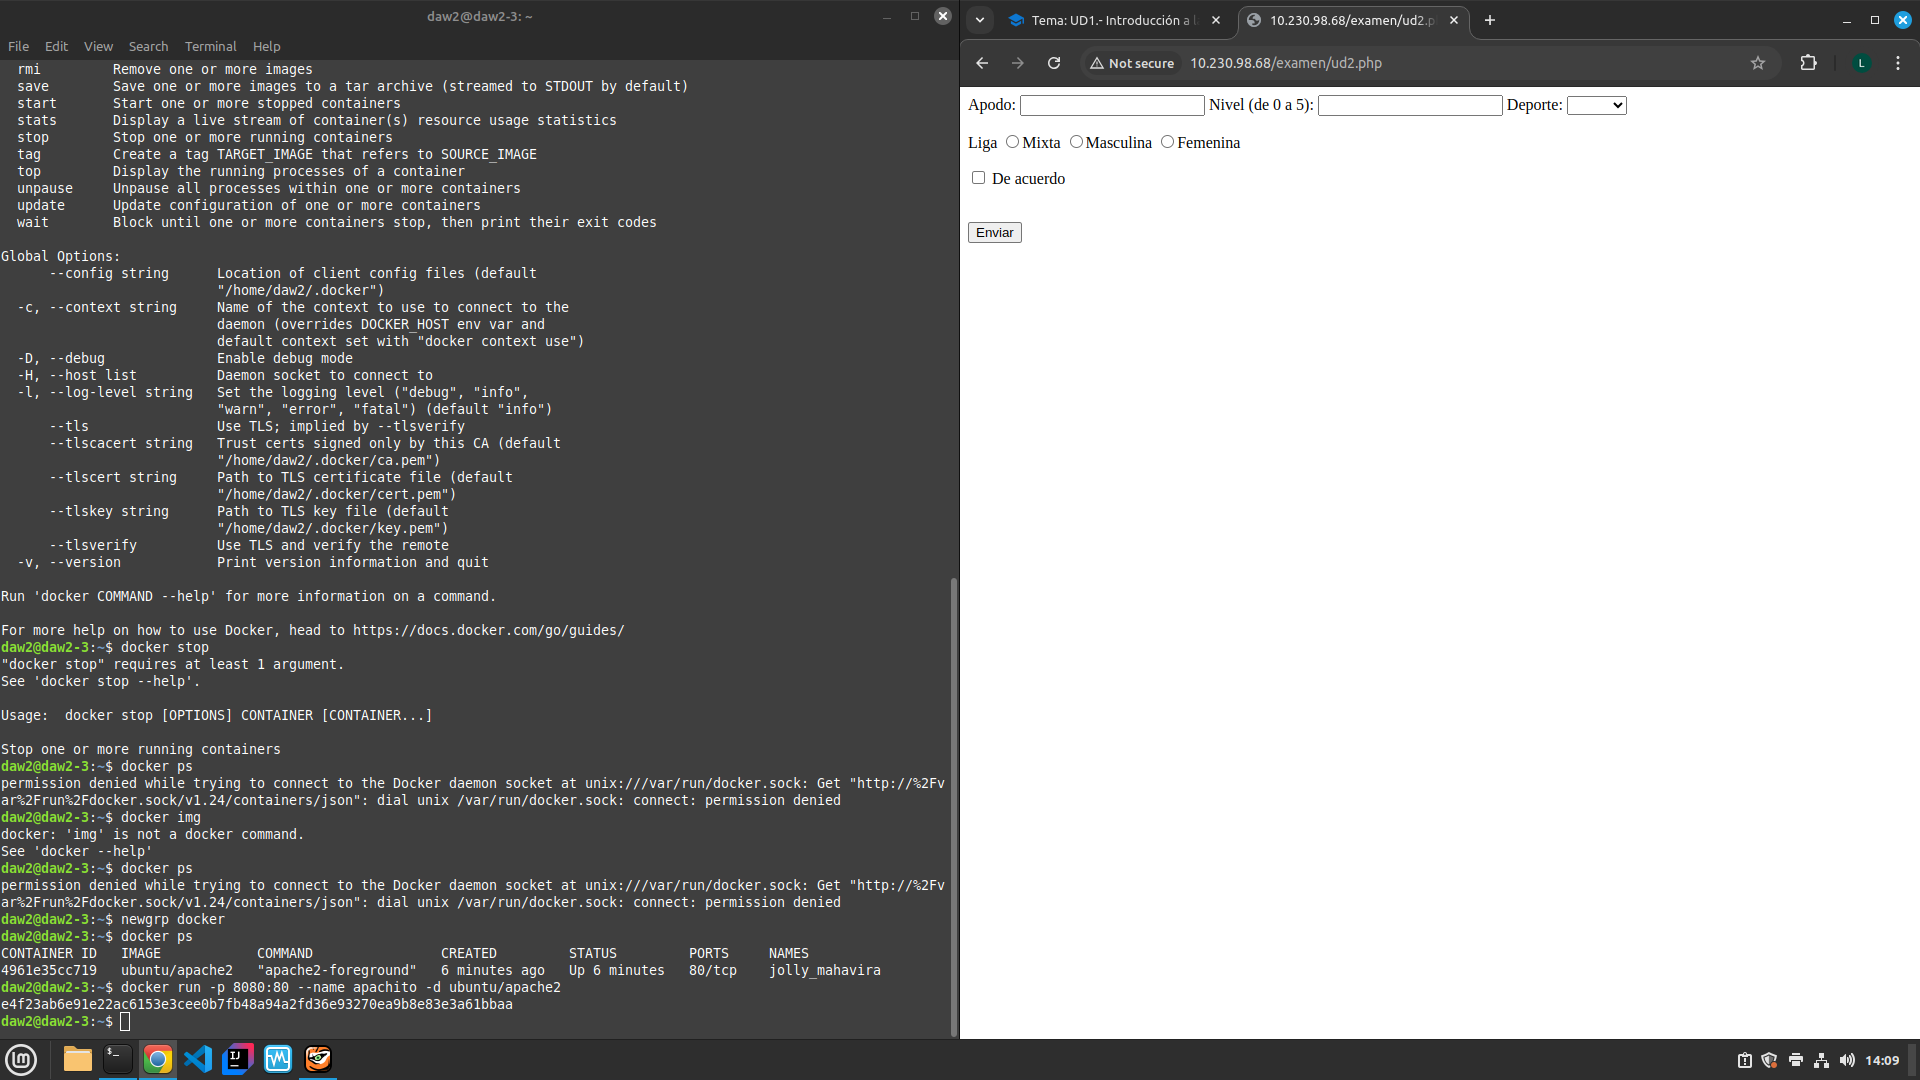 daw2@daw2-3: ~
File Edit View Search Terminal Help
  rmi         Remove one or more images
  save        Save one or more images to a tar archive (streamed to STDOUT by default)
  start       Start one or more stopped containers
  stats       Display a live stream of container(s) resource usage statistics
  stop        Stop one or more running containers
  tag         Create a tag TARGET_IMAGE that refers to SOURCE_IMAGE
  top         Display the running processes of a container
  unpause     Unpause all processes within one or more containers
  update      Update configuration of one or more containers
  wait        Block until one or more containers stop, then print their exit codes
Global Options:
      --config string      Location of client config files (default
                           "/home/daw2/.docker")
  -c, --context string     Name of the context to use to connect to the
                           daemon (overrides DOCKER_HOST env var and
                           default context set with "docker context use")
  -D, --debug              Enable debug mode
  -H, --host list          Daemon socket to connect to
  -l, --log-level string   Set the logging level ("debug", "info",
                           "warn", "error", "fatal") (default "info")
      --tls                Use TLS; implied by --tlsverify
      --tlscacert string   Trust certs signed only by this CA (default
                           "/home/daw2/.docker/ca.pem")
      --tlscert string     Path to TLS certificate file (default
                           "/home/daw2/.docker/cert.pem")
      --tlskey string      Path to TLS key file (default
                           "/home/daw2/.docker/key.pem")
      --tlsverify          Use TLS and verify the remote
  -v, --version            Print version information and quit
Run 'docker COMMAND --help' for more information on a command.
For more help on how to use Docker, head to https://docs.docker.com/go/guides/
daw2@daw2-3:~$ docker stop
"docker stop" requires at least 1 argument.
See 'docker stop --help'.
Usage:  docker stop [OPTIONS] CONTAINER [CONTAINER...]
Stop one or more running containers
daw2@daw2-3:~$ docker ps
permission denied while trying to connect to the Docker daemon socket at unix:///var/run/docker.sock: Get "http://%2Fv
ar%2Frun%2Fdocker.sock/v1.24/containers/json": dial unix /var/run/docker.sock: connect: permission denied
daw2@daw2-3:~$ docker img
docker: 'img' is not a docker command.
See 'docker --help'
daw2@daw2-3:~$ docker ps
permission denied while trying to connect to the Docker daemon socket at unix:///var/run/docker.sock: Get "http://%2Fv
ar%2Frun%2Fdocker.sock/v1.24/containers/json": dial unix /var/run/docker.sock: connect: permission denied
daw2@daw2-3:~$ newgrp docker
daw2@daw2-3:~$ docker ps
CONTAINER ID   IMAGE            COMMAND                CREATED         STATUS         PORTS     NAMES
4961e35cc719   ubuntu/apache2   "apache2-foreground"   6 minutes ago   Up 6 minutes   80/tcp    jolly_mahavira
daw2@daw2-3:~$ docker run -p 8080:80 --name apachito -d ubuntu/apache2
e4f23ab6e91e22ac6153e3cee0b7fb48a94a2fd36e93270ea9b8e83e3a61bbaa
daw2@daw2-3:~$
Tema: UD1.- Introducción a l
10.230.98.68/examen/ud2.p
Not secure 10.230.98.68/examen/ud2.php
L
Apodo: Nivel (de 0 a 5): Deporte:
Liga Mixta Masculina Femenina
De acuerdo
Enviar
14:09